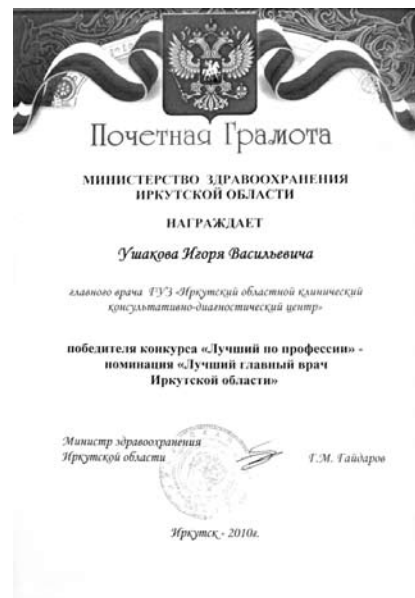 Почетная Грамота
МИНИСТЕРСТВО ЗДРАВООХРАНЕНИЯ
ИРКУТСКОЙ ОБЛАСТИ
НАГРАЖДАЕТ
Ушакова Игоря Васильевича
главного врача ГУЗ «Иркутский областной клинический
консультативно-диагностический центр»
победителя конкурса «Лучший по профессии» -
номинация «Лучший главный врач
Иркутской области»
Министр здравоохранения
Иркутской области
Г.М. Гайдаров
Иркутск - 2010г.